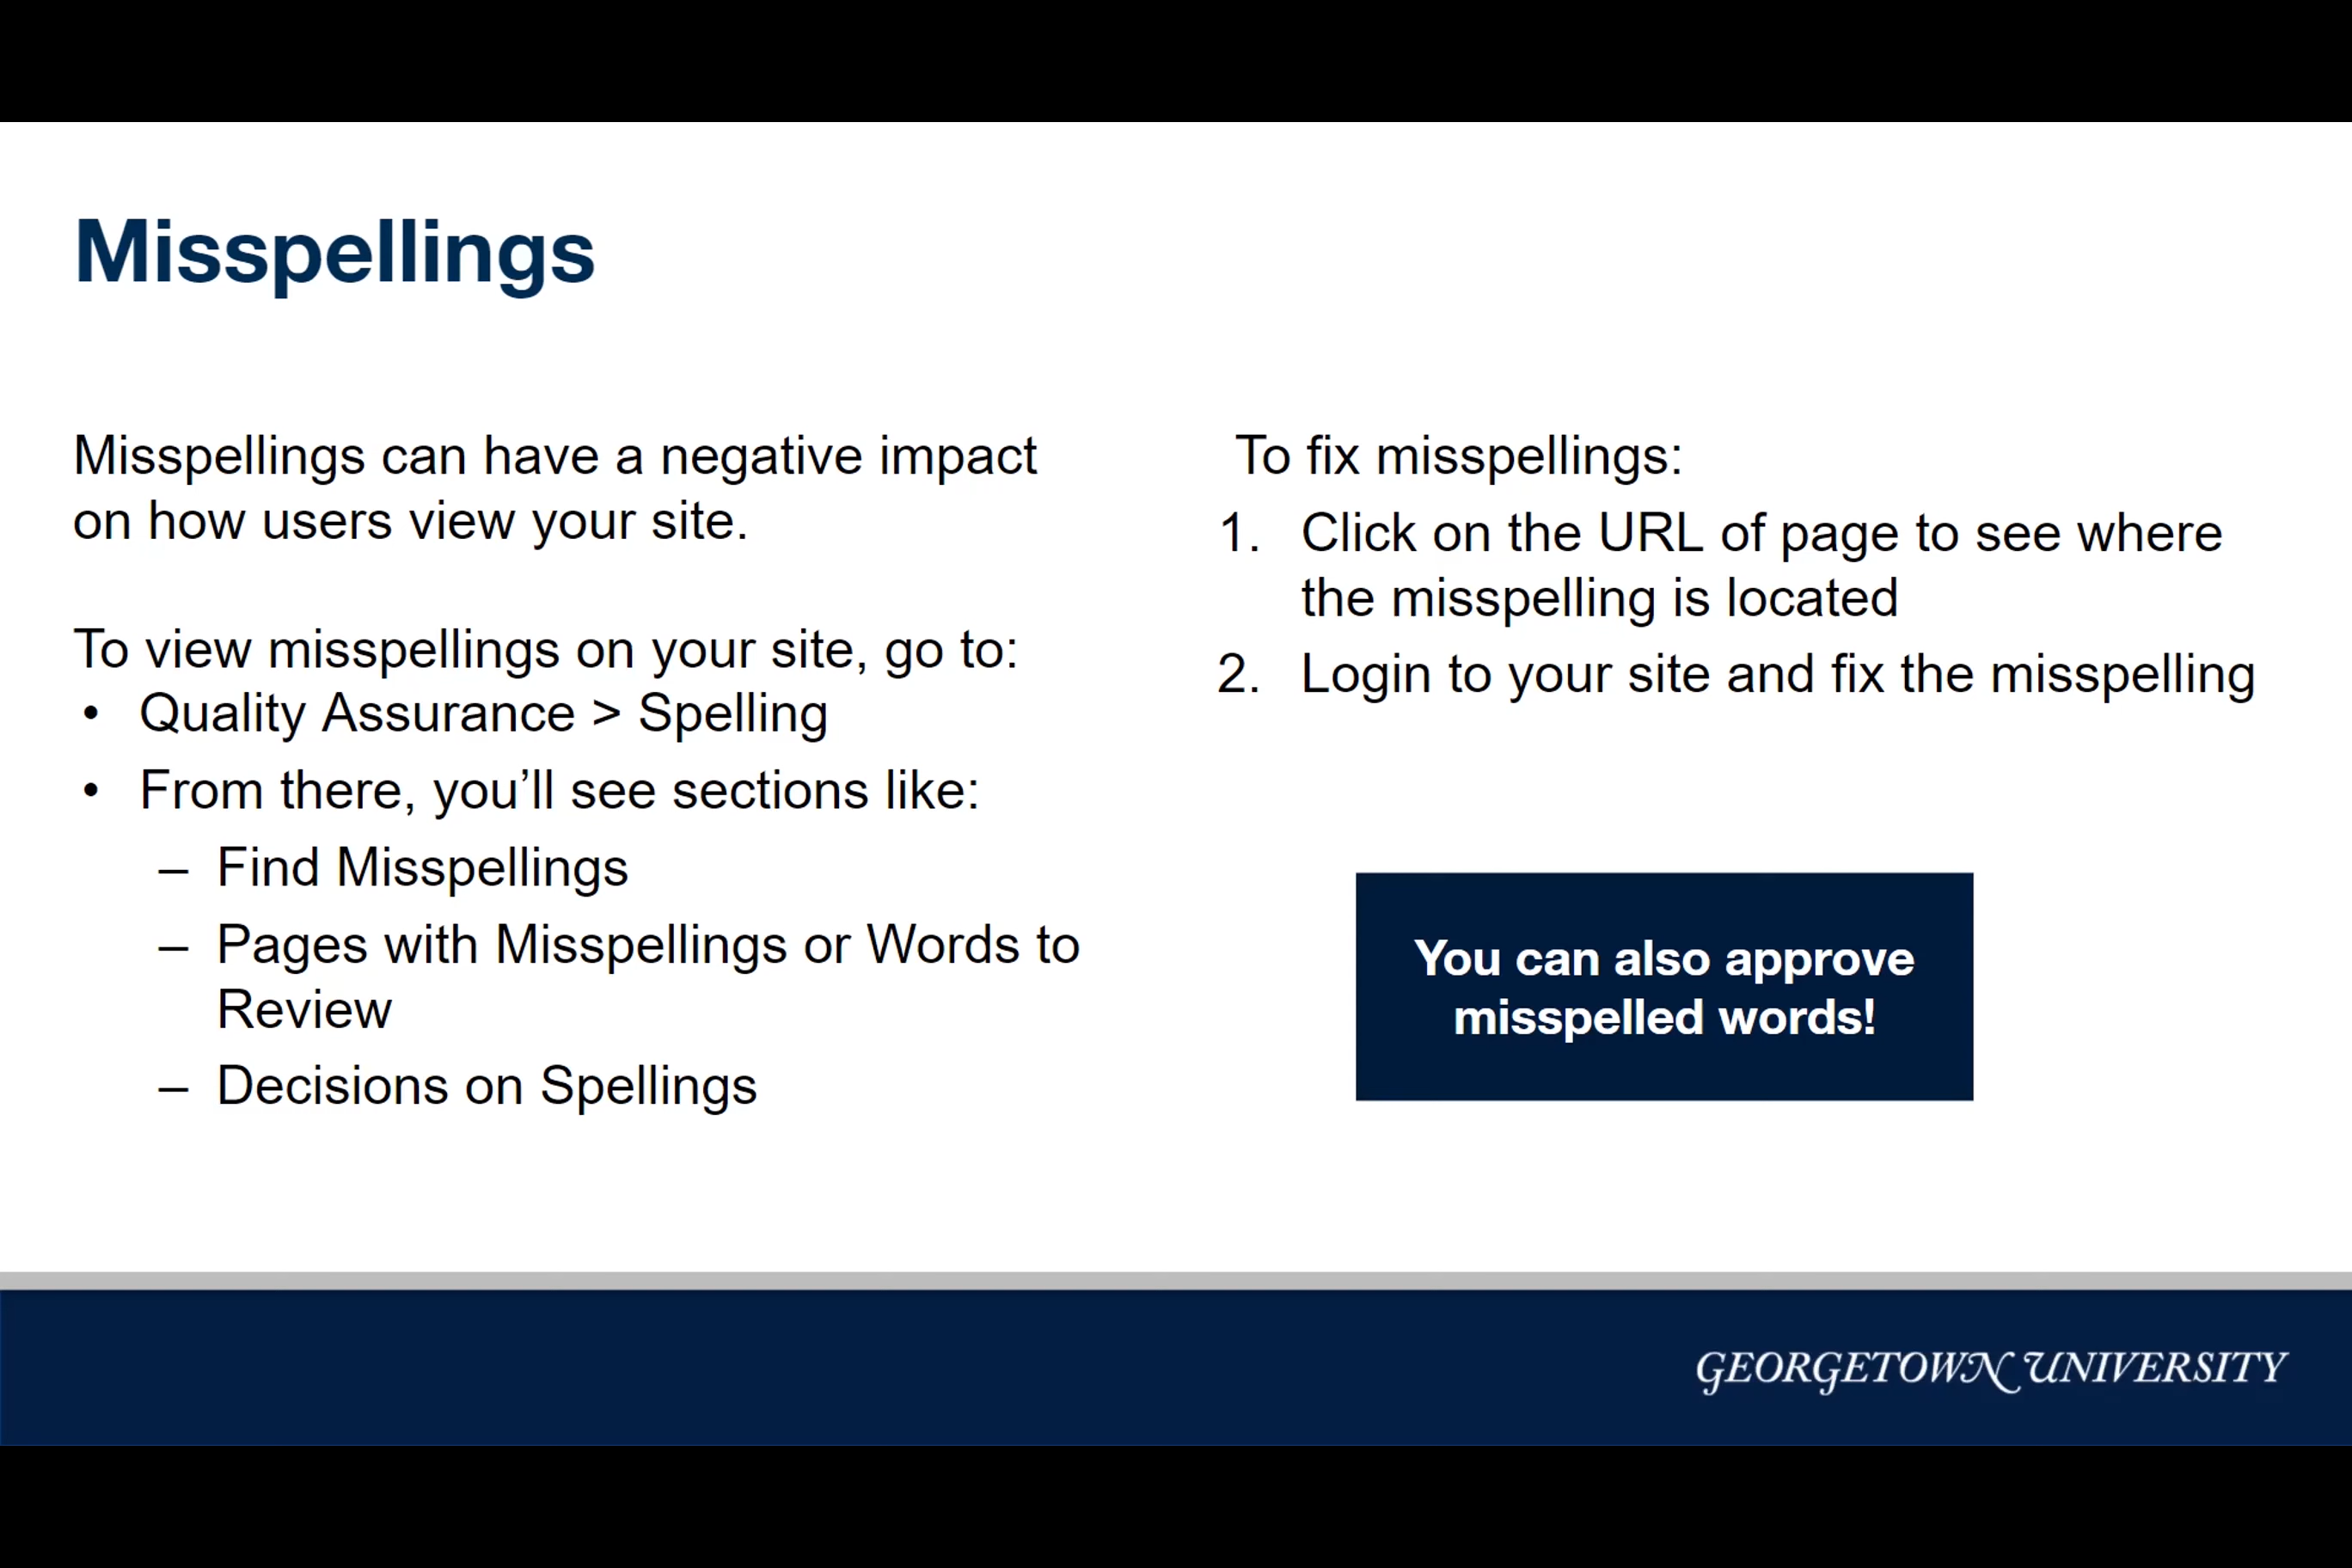 Misspellings
Misspellings can have a negative impact
on how users view your site.
To view misspellings on your site, go to:
• Quality Assurance > Spelling
• From there, you’ll see sections like:
– Find Misspellings
– Pages with Misspellings or Words to
Review
– Decisions on Spellings
To fix misspellings:
1. Click on the URL of page to see where
the misspelling is located
2. Login to your site and fix the misspelling
You can also approve
misspelled words!
GEORGETOWN UNIVERSITY